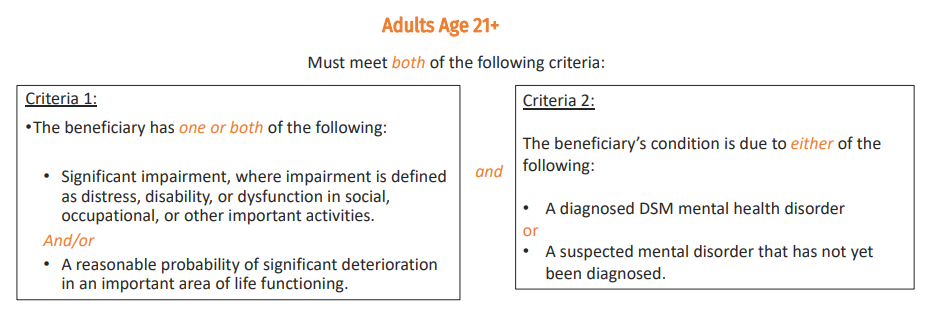 Adults Age 21+
Must meet both of the following criteria:
Criteria 1:
•The beneficiary has one or both of the following:
• Significant impairment, where impairment is defined
as distress, disability, or dysfunction in social,
occupational, or other important activities.
And/or
• A reasonable probability of significant deterioration
in an important area of life functioning.
and
Criteria 2:
The beneficiary’s condition is due to either of the
following:
• A diagnosed DSM mental health disorder
or
• A suspected mental disorder that has not yet
been diagnosed.